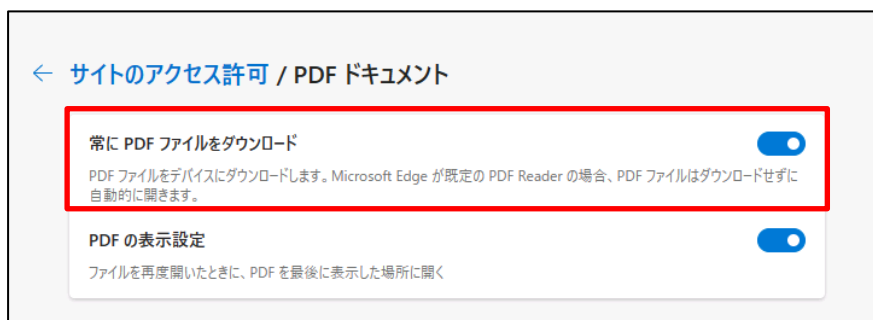 ← サイトのアクセス許可 / PDF ドキュメント
常に PDF ファイルをダウンロード
PDF ファイルをデバイスにダウンロードします。Microsoft Edge が既定の PDF Reader の場合、PDF ファイルはダウンロードせずに
自動的に開きます。
PDF の表示設定
ファイルを再度開いたときに、PDF を最後に表示した場所に開く